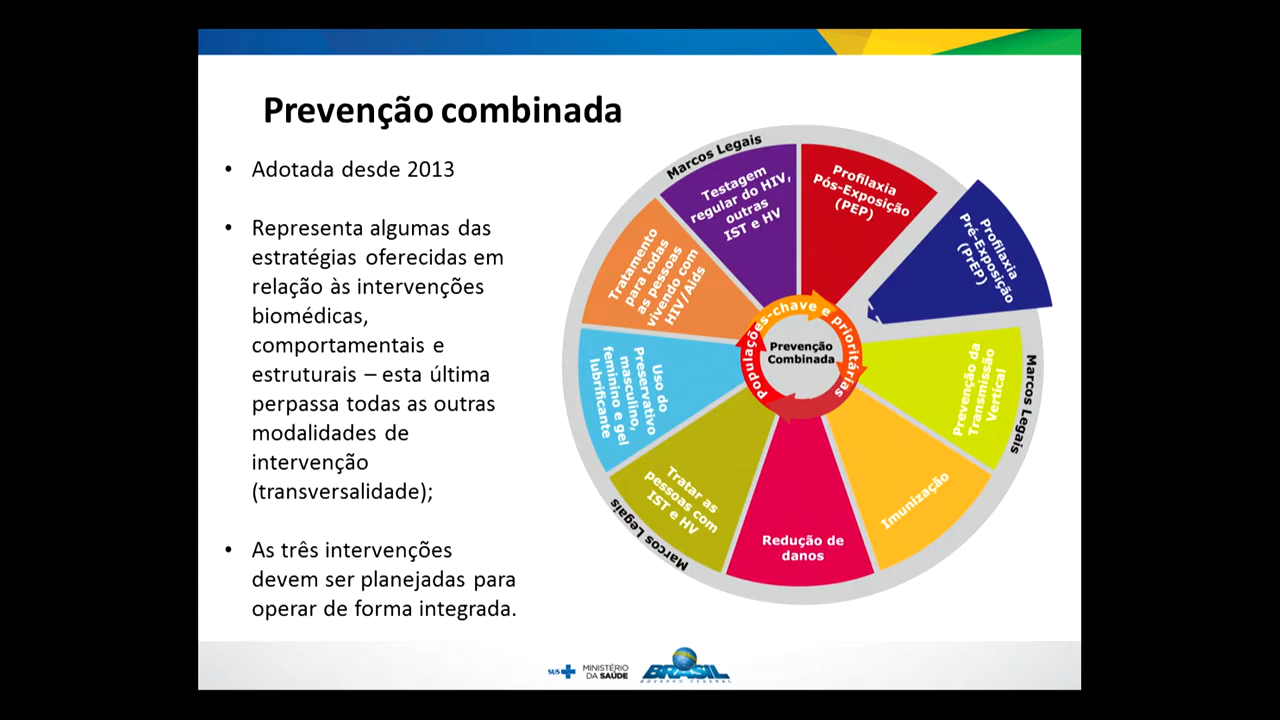 Prevenção combinada
• Adotada desde 2013
• Representa algumas das
estratégias oferecidas em
relação às intervenções
biomédicas,
comportamentais e
estruturais – esta última
perpassa todas as outras
modalidades de
intervenção
(transversalidade);
• As três intervenções
devem ser planejadas para
operar de forma integrada.
Marcos Legais
Testagem
regular do HIV,
outras
IST e HV
Profilaxia
Pós-Exposição
(PEP)
Profilaxia
Pré-Exposição
(PrEP)
Prevenção da
Transmissão
Vertical
Marcos Legais
Imunização
Redução de
danos
Tratar as
pessoas com
IST e HV
Marcos Legais
Uso do
Preservativo
masculino,
feminino e gel
lubrificante
Tratamento
para todas
as pessoas
vivendo com
HIV/Aids
Populações-chave e prioritárias
Prevenção
Combinada
SUS
MINISTÉRIO
DA SAÚDE
BRASIL
GOVERNO FEDERAL